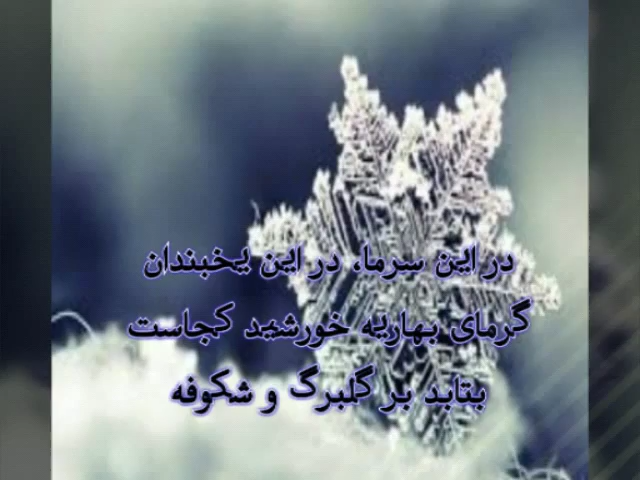 در این سرما، در این یخبندان
گرمای بهاریه خورشید کجاست
بتابد بر گلبرگ و شکوفه